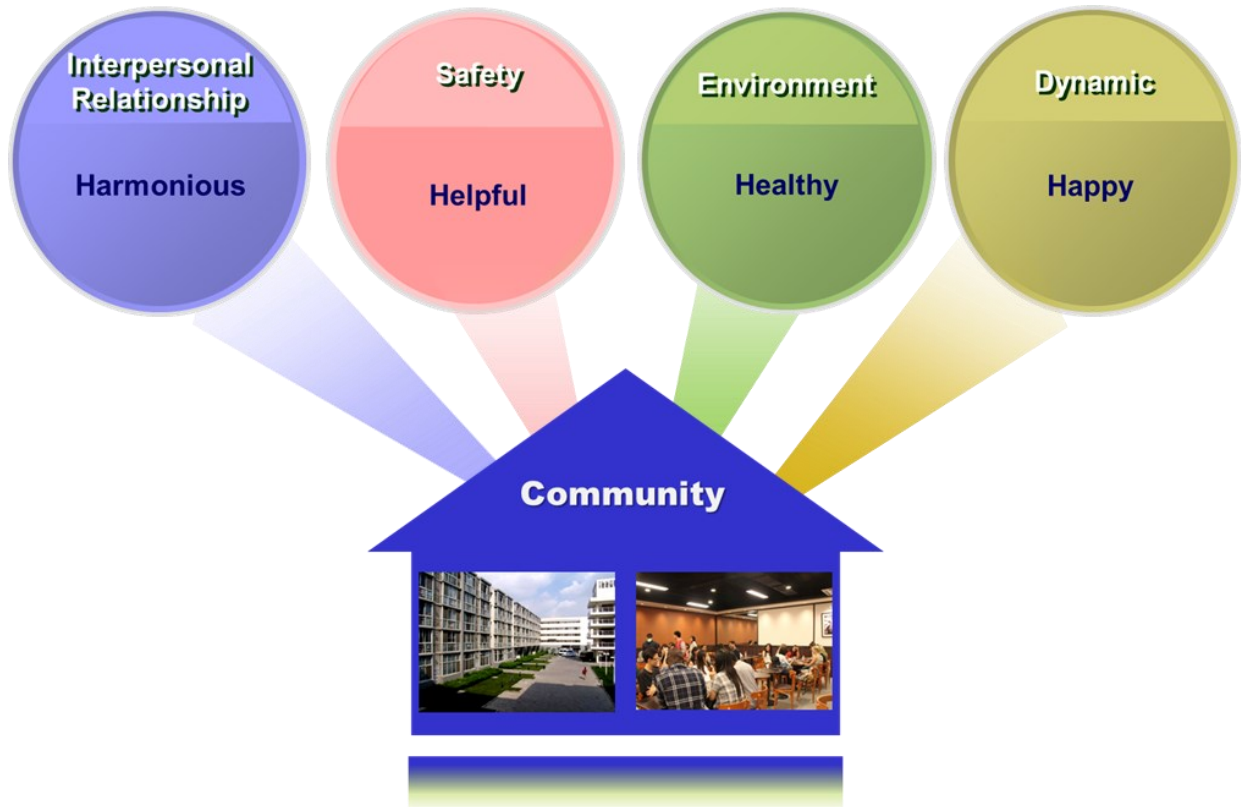 Interpersonal
Relationship
Harmonious
Safety
Helpful
Environment
Healthy
Dynamic
Happy
Community